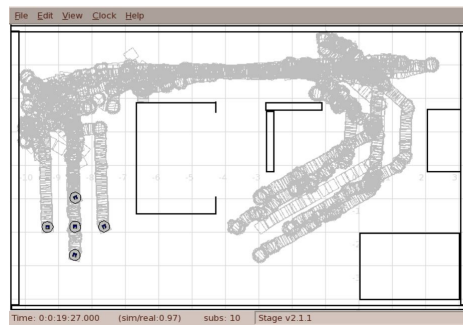 File Edit View Clock Help
Time: 0:0:19:27.000 (sim/real:0.97) subs: 10 Stage v2.1.1